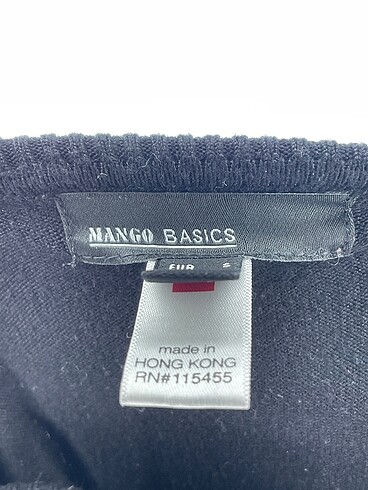 MANGO BASICS
EUR S
made in
HONG KONG
RN#115455